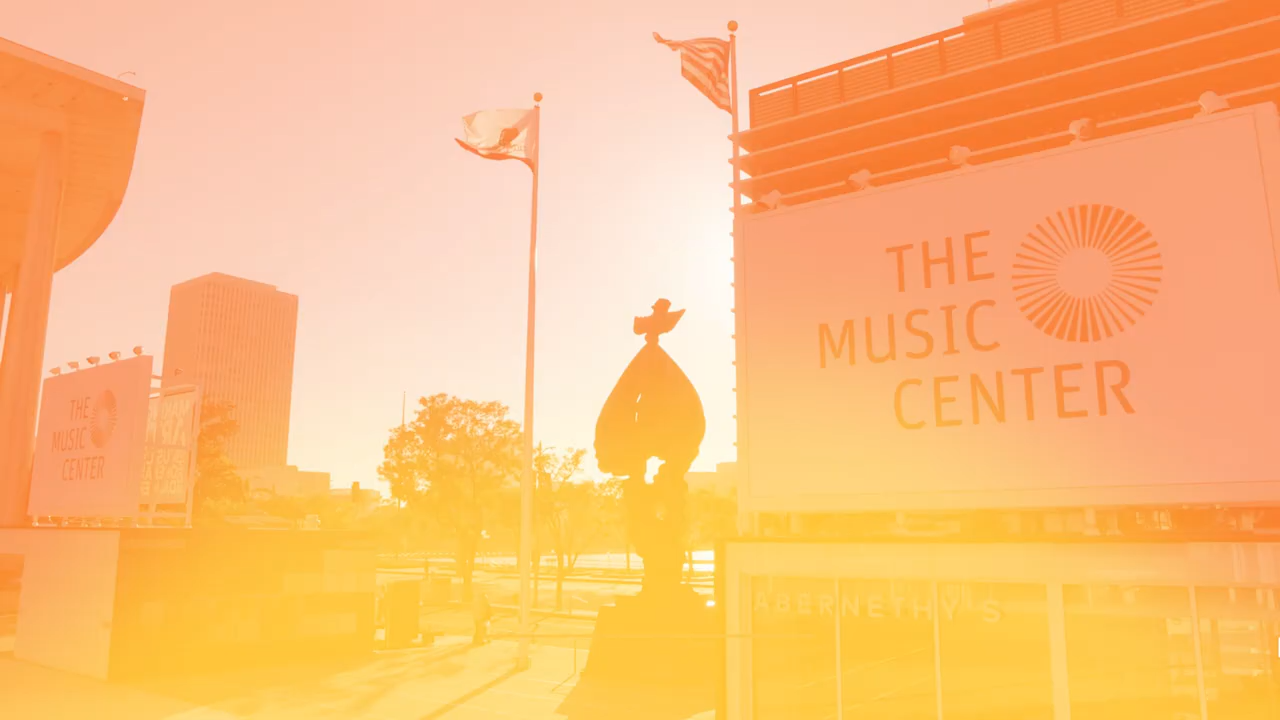 THE
MUSIC
CENTER
THE
MUSIC
CENTER
ABERNETHY'S